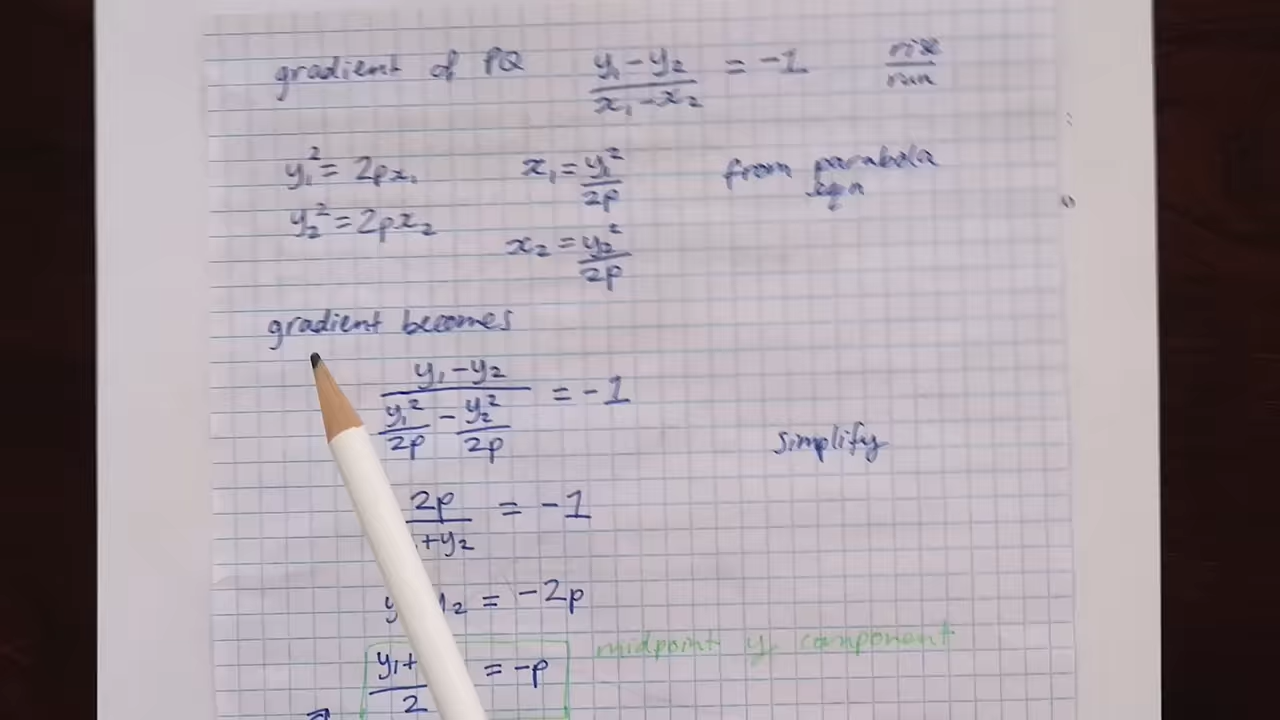 gradient of PQ (y₁-y₂)/(x₁-x₂) = -1 rise/run
y₁² = 2px₁ x₁ = y₁²/2p from parabola eqn
y₂² = 2px₂ x₂ = y₂²/2p
gradient becomes
(y₁-y₂)/(y₁²/2p - y₂²/2p) = -1
simplify
2p/(+y₂) = -1
y ₂ = -2p
midpoint y component
(y₁+)/2 = -p